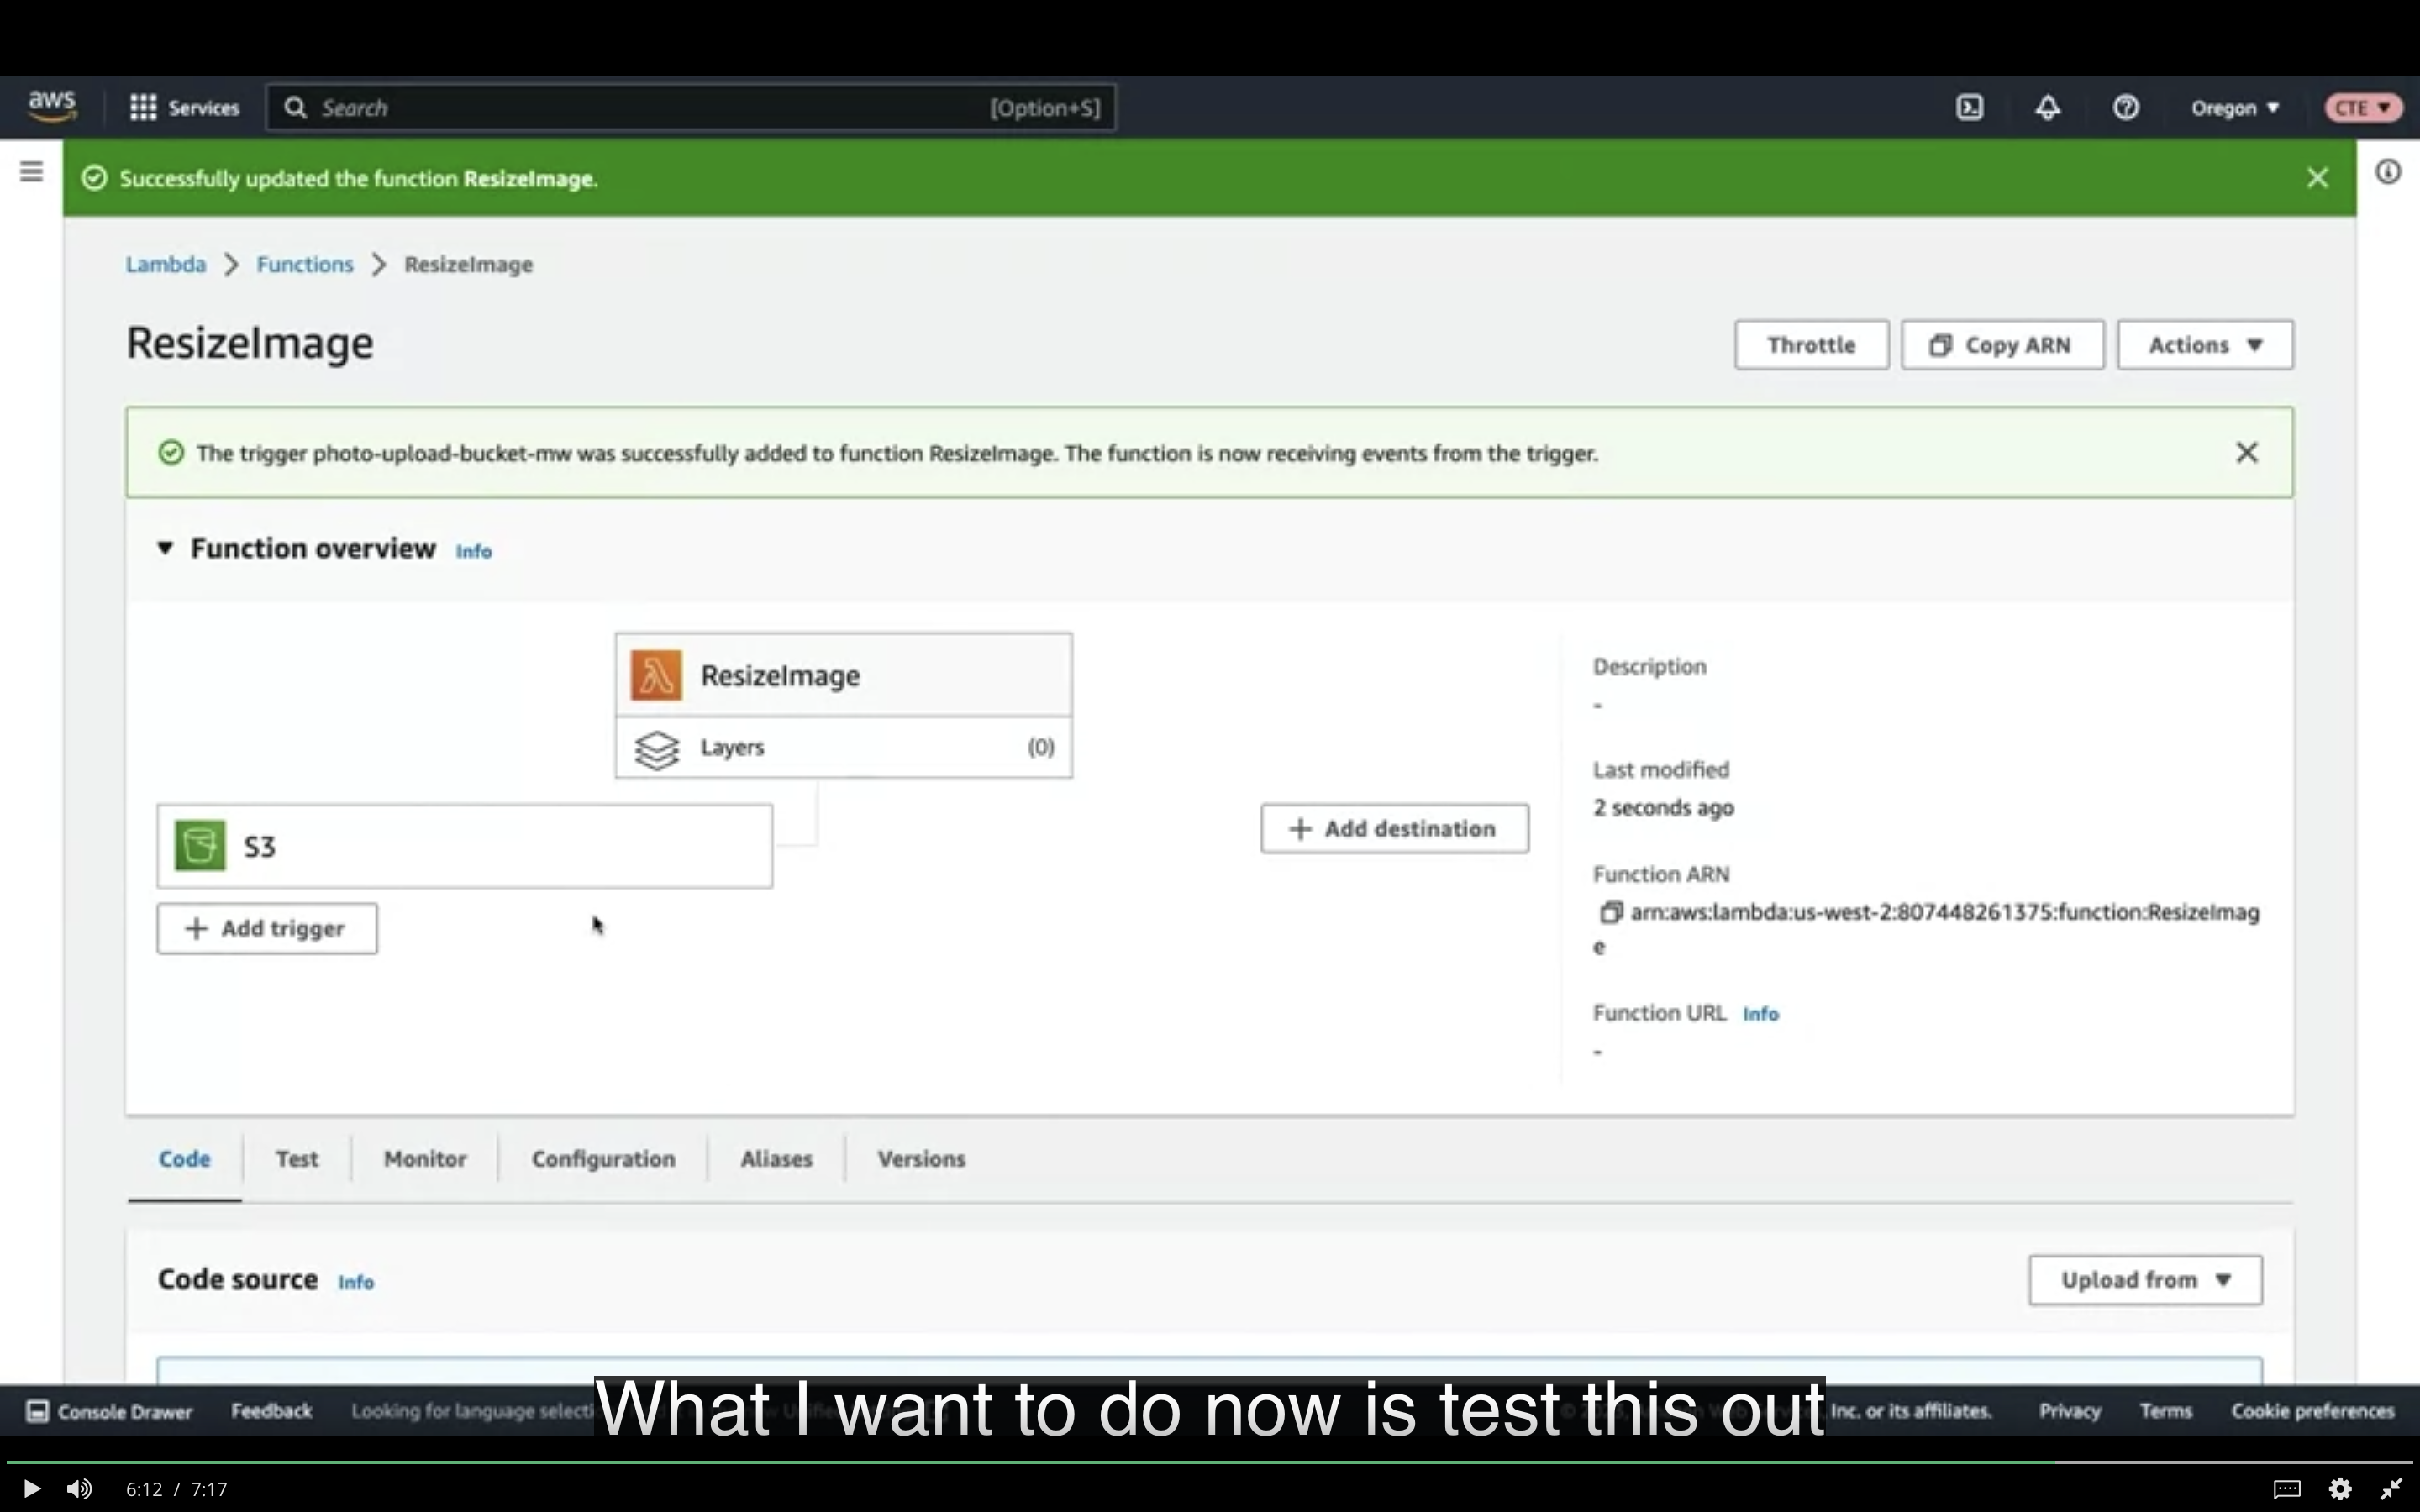 aws
Services
Search
[Option+S]
Oregon
CTE
Successfully updated the function ResizeImage.
Lambda > Functions > ResizeImage
ResizeImage
Throttle
Copy ARN
Actions
The trigger photo-upload-bucket-mw was successfully added to function ResizeImage. The function is now receiving events from the trigger.
Function overview Info
ResizeImage
Layers (0)
S3
+ Add trigger
+ Add destination
Description
-
Last modified
2 seconds ago
Function ARN
arn:aws:lambda:us-west-2:807448261375:function:ResizeImag
e
Function URL Info
-
Code
Test
Monitor
Configuration
Aliases
Versions
Code source Info
Upload from
What I want to do now is test this out
Console Drawer
Feedback
Looking for language
Inc. or its affiliates.
Privacy
Terms
Cookie preferences
6:12 / 7:17